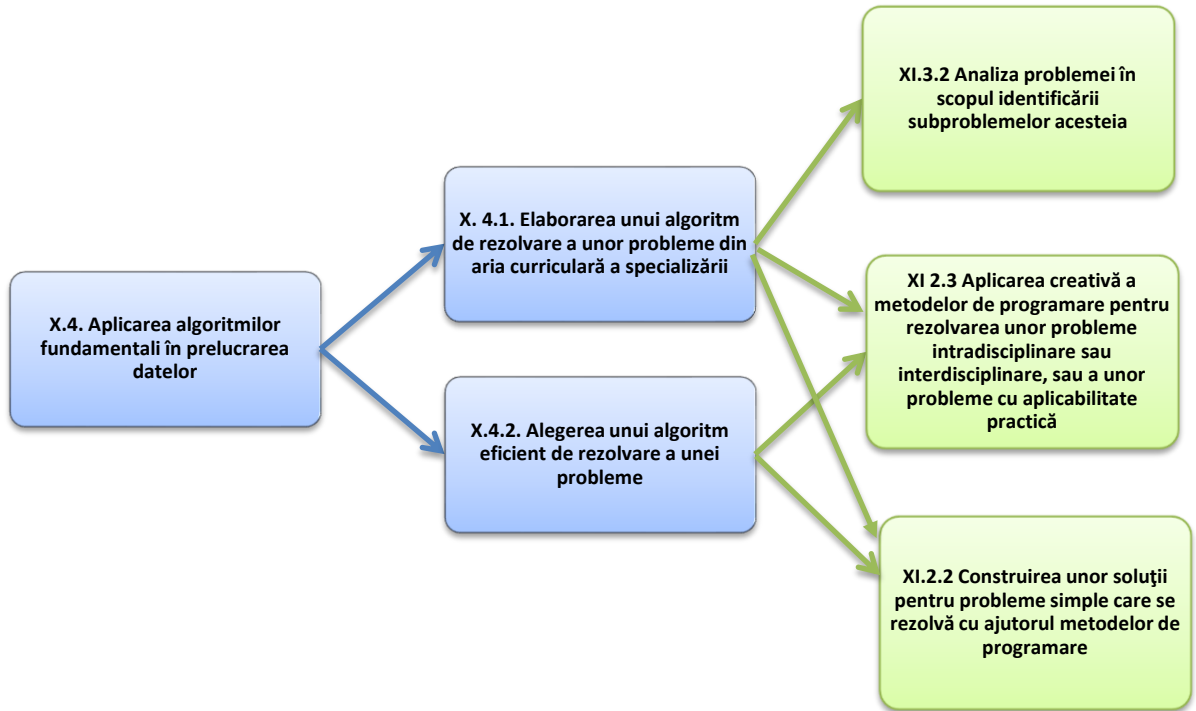 X.4. Aplicarea algoritmilor
fundamentali în prelucrarea
datelor
X. 4.1. Elaborarea unui algoritm
de rezolvare a unor probleme din
aria curriculară a specializării
X.4.2. Alegerea unui algoritm
eficient de rezolvare a unei
probleme
XI.3.2 Analiza problemei în
scopul identificării
subproblemelor acesteia
XI 2.3 Aplicarea creativă a
metodelor de programare pentru
rezolvarea unor probleme
intradisciplinare sau
interdisciplinare, sau a unor
probleme cu aplicabilitate
practică
XI.2.2 Construirea unor soluţii
pentru probleme simple care se
rezolvă cu ajutorul metodelor de
programare